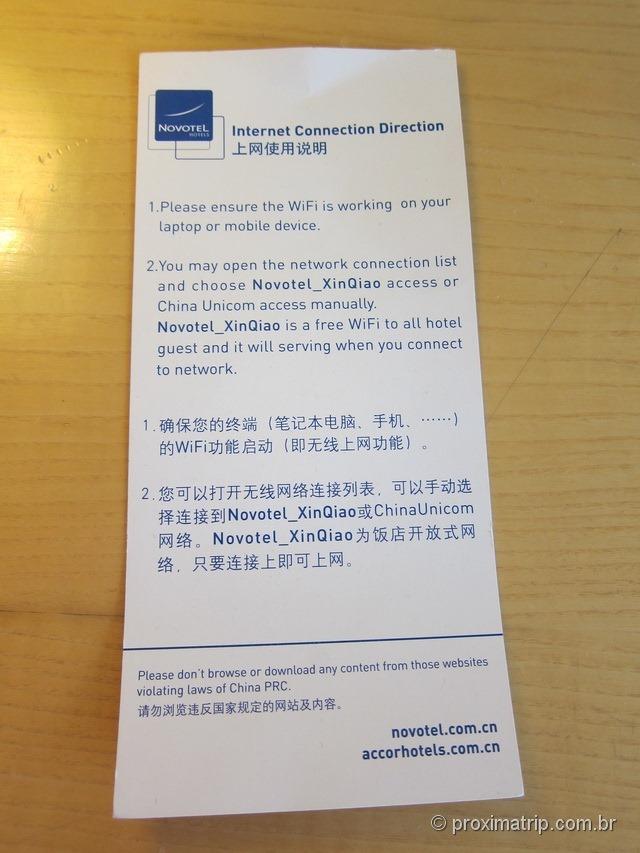 NOVOTEL
HOTELS
Internet Connection Direction
上网使用说明
1.Please ensure the WiFi is working on your
laptop or mobile device.
2.You may open the network connection list
and choose Novotel_XinQiao access or
China Unicom access manually.
Novotel_XinQiao is a free WiFi to all hotel
guest and it will serving when you connect
to network.
1.确保您的终端（笔记本电脑、手机、……）
的WiFi功能启动（即无线上网功能）。
2.您可以打开无线网络连接列表，可以手动选
择连接到Novotel_XinQiao或ChinaUnicom
网络。Novotel_XinQiao为饭店开放式网
络，只要连接上即可上网。
Please don't browse or download any content from those websites
violating laws of China PRC.
请勿浏览违反国家规定的网站及内容。
novotel.com.cn
accorhotels.com.cn
© proximatrip.com.br